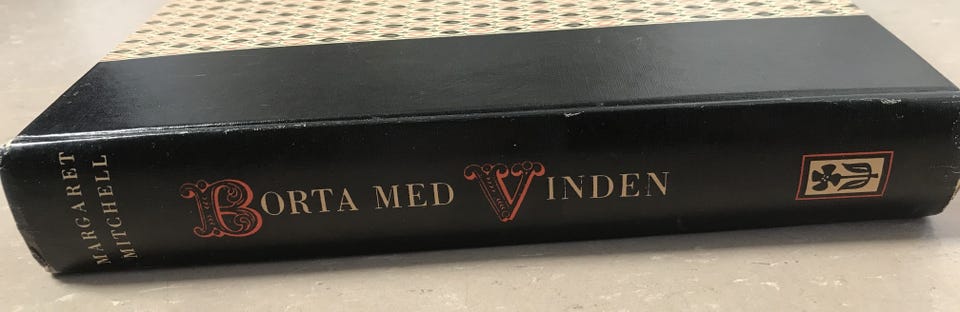 MARGARET
MITCHELL
BORTA MED VINDEN